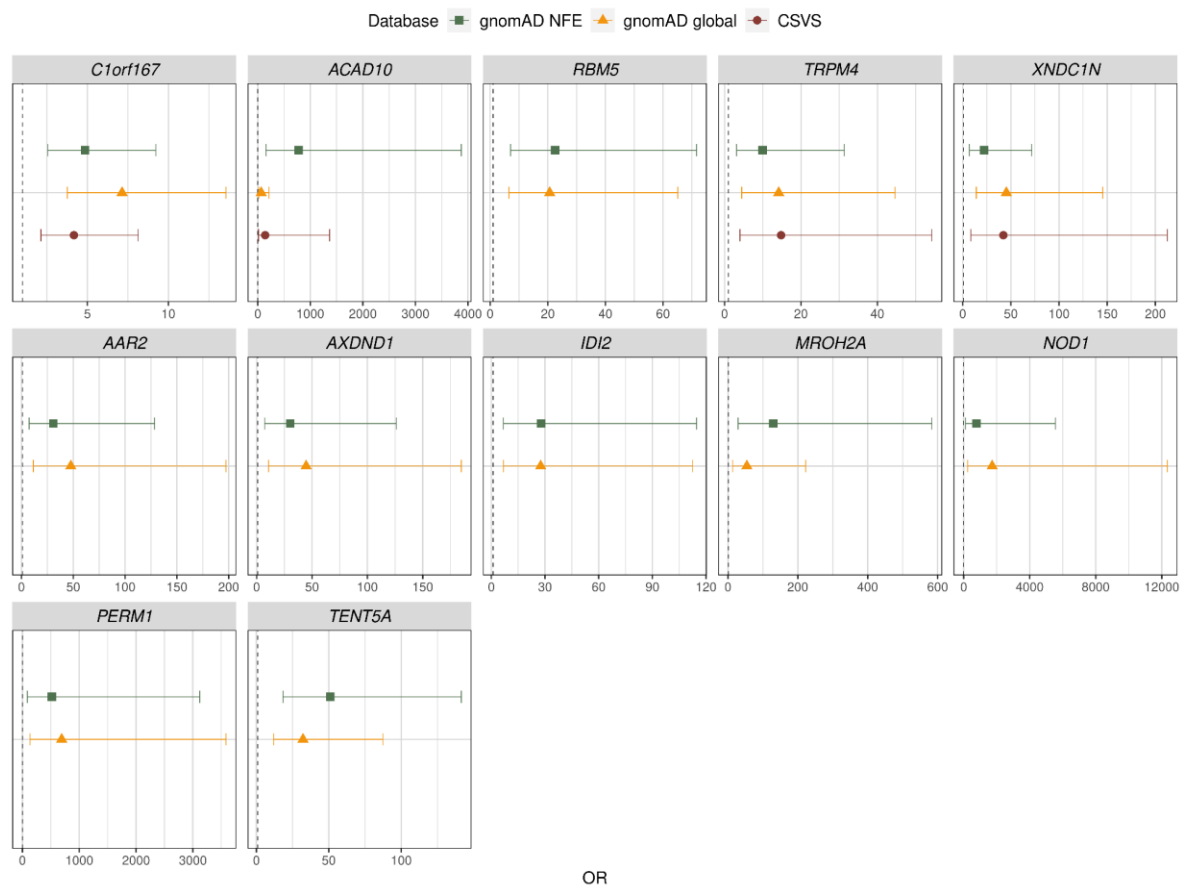 Database gnomAD NFE gnomAD global CSVS
C1orf167 ACAD10 RBM5 TRPM4 XNDC1N
5 10 0 1000 2000 3000 4000 0 20 40 60 0 20 40 0 50 100 150 200
AAR2 AXDND1 IDI2 MROH2A NOD1
0 50 100 150 200 0 50 100 150 0 30 60 90 120 0 200 400 600 0 4000 8000 12000
PERM1 TENT5A
0 1000 2000 3000 0 50 100
OR